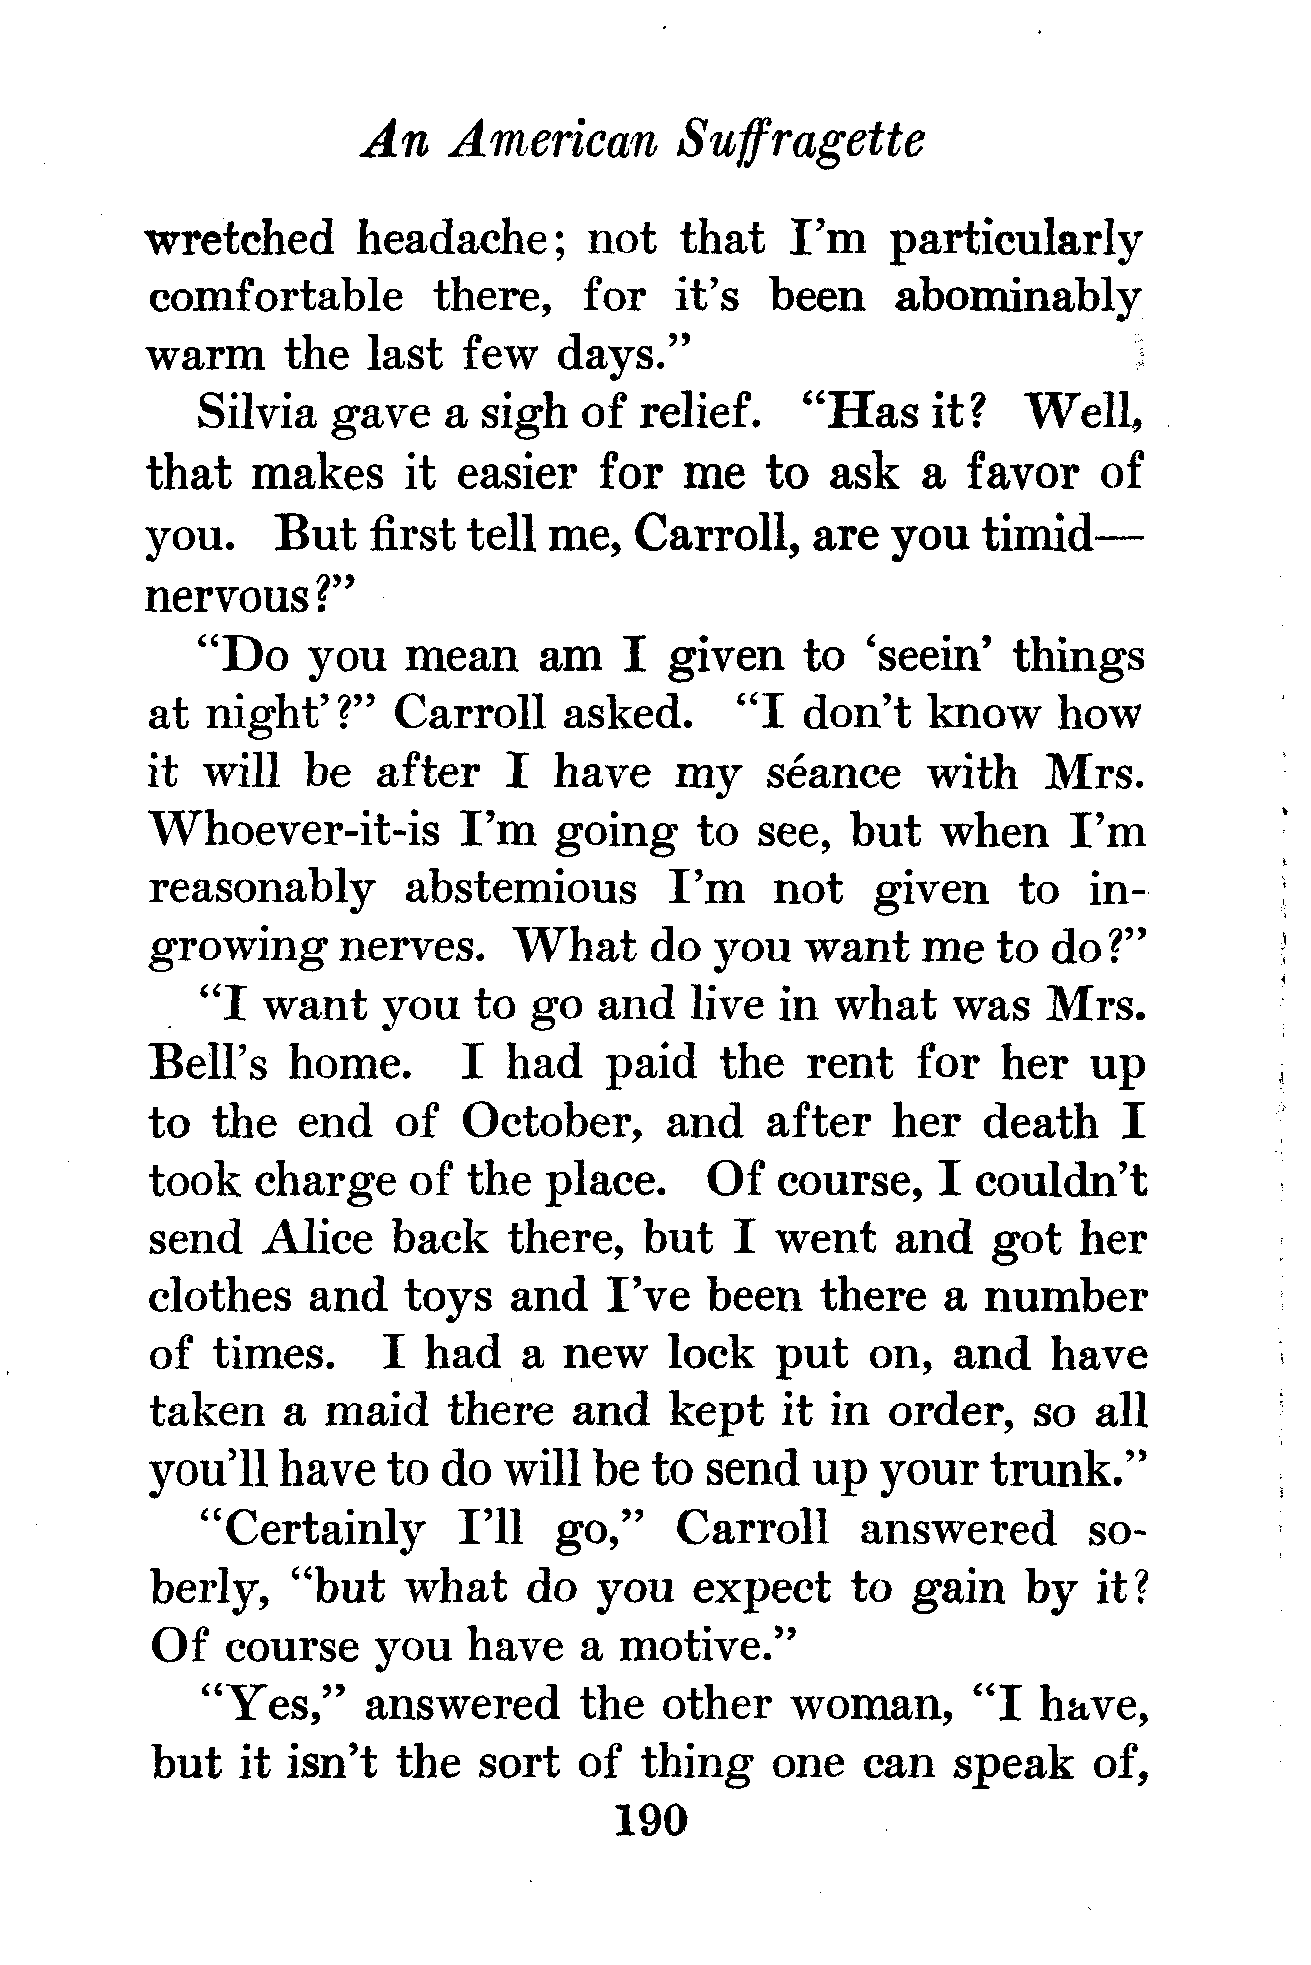 An American Suffragette
wretched headache; not that I'm particularly
comfortable there, for it's been abominably
warm the last few days."
Silvia gave a sigh of relief. "Has it? Well,
that makes it easier for me to ask a favor of
you. But first tell me, Carroll, are you timid—
nervous?"
"Do you mean am I given to 'seein' things
at night'?" Carroll asked. "I don't know how
it will be after I have my séance with Mrs.
Whoever-it-is I'm going to see, but when I'm
reasonably abstemious I'm not given to in-
growing nerves. What do you want me to do?"
"I want you to go and live in what was Mrs.
Bell's home. I had paid the rent for her up
to the end of October, and after her death I
took charge of the place. Of course, I couldn't
send Alice back there, but I went and got her
clothes and toys and I've been there a number
of times. I had a new lock put on, and have
taken a maid there and kept it in order, so all
you'll have to do will be to send up your trunk."
"Certainly I'll go," Carroll answered so-
berly, "but what do you expect to gain by it?
Of course you have a motive."
"Yes," answered the other woman, "I have,
but it isn't the sort of thing one can speak of,
190